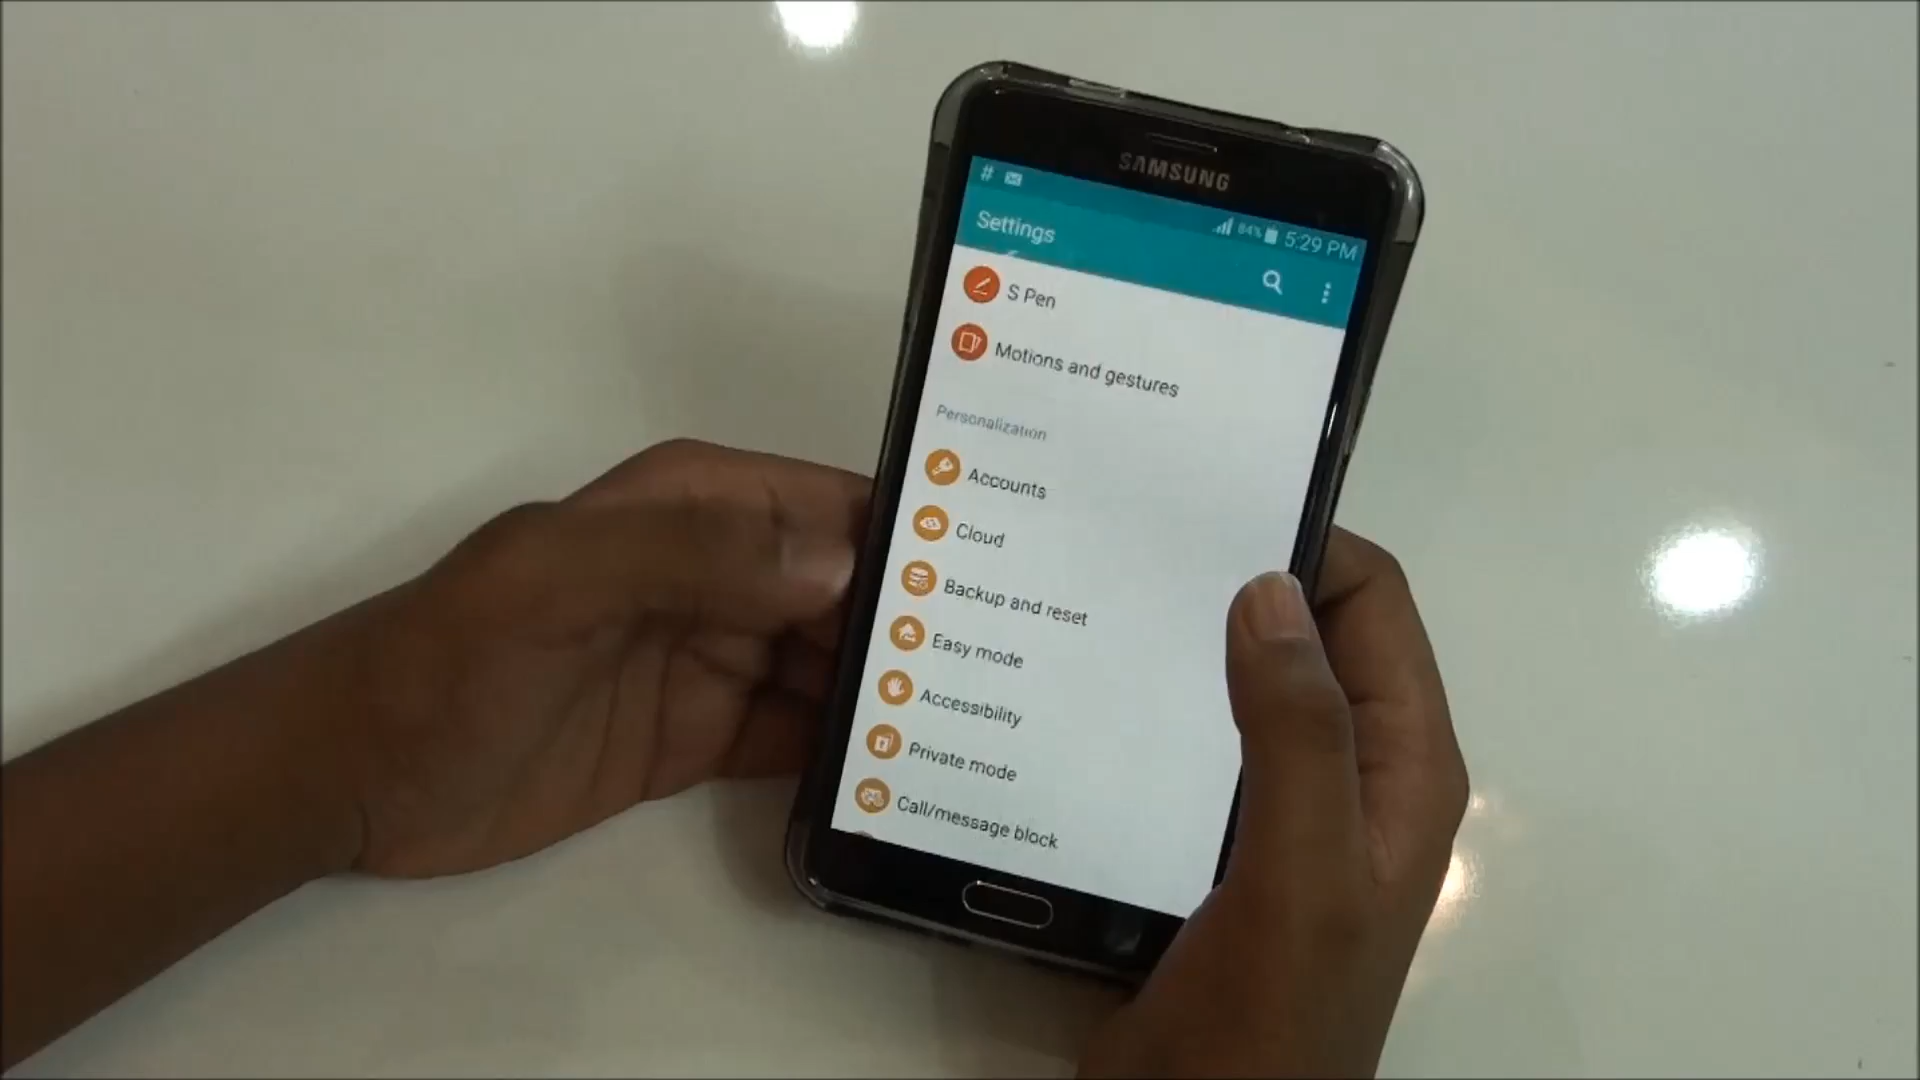 SAMSUNG
# 84% 5:29 PM
Settings
S Pen
Motions and gestures
Personalization
Accounts
Cloud
Backup and reset
Easy mode
Accessibility
Private mode
Call/message block